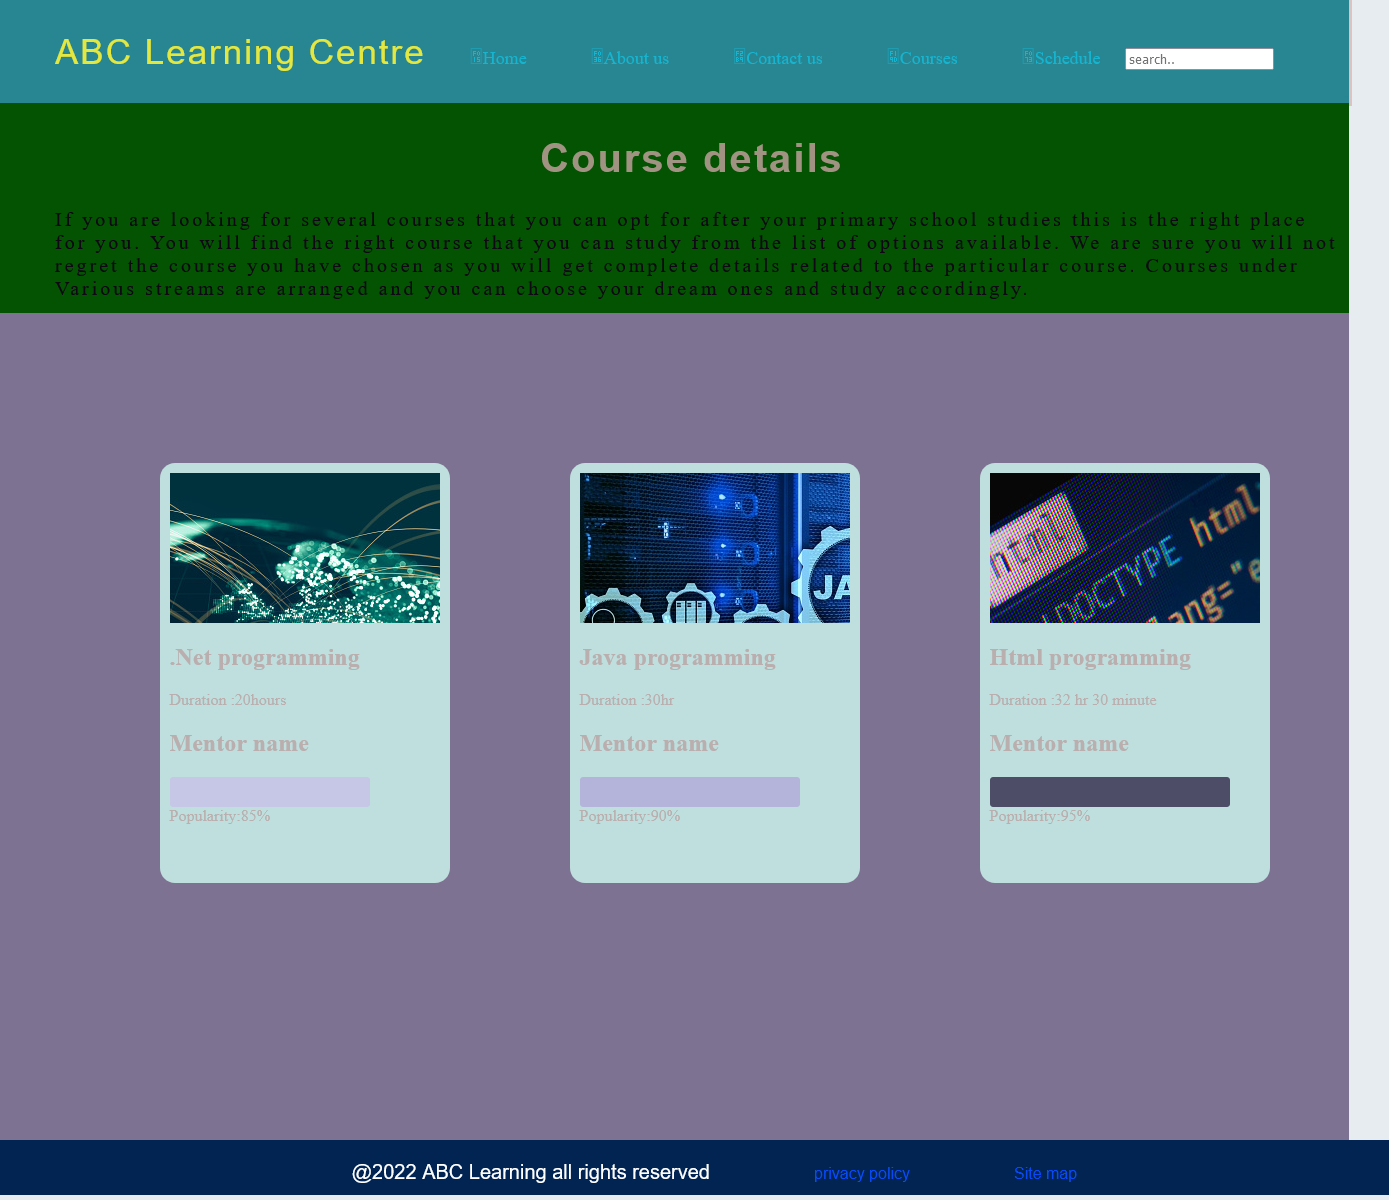 ABC Learning Centre
Home
About us
Contact us
Courses
Schedule
search..
Course details
If you are looking for several courses that you can opt for after your primary school studies this is the right place
for you. You will find the right course that you can study from the list of options available. We are sure you will not
regret the course you have chosen as you will get complete details related to the particular course. Courses under
Various streams are arranged and you can choose your dream ones and study accordingly.
.Net programming
Duration :20hours
Mentor name
Popularity:85%
JA
Java programming
Duration :30hr
Mentor name
Popularity:90%
html
!DOCTYPE html
lang="e
Html programming
Duration :32 hr 30 minute
Mentor name
Popularity:95%
@2022 ABC Learning all rights reserved
privacy policy
Site map